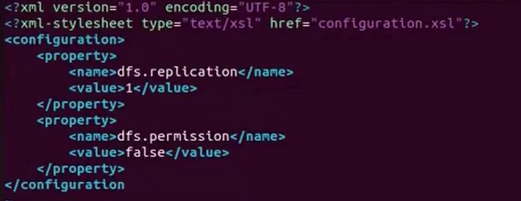 <?xml version="1.0" encoding="UTF-8"?>
<?xml-stylesheet type="text/xsl" href="configuration.xsl"?>
<configuration>
    <property>
        <name>dfs.replication</name>
        <value>1</value>
    </property>
    <property>
        <name>dfs.permission</name>
        <value>false</value>
    </property>
</configuration